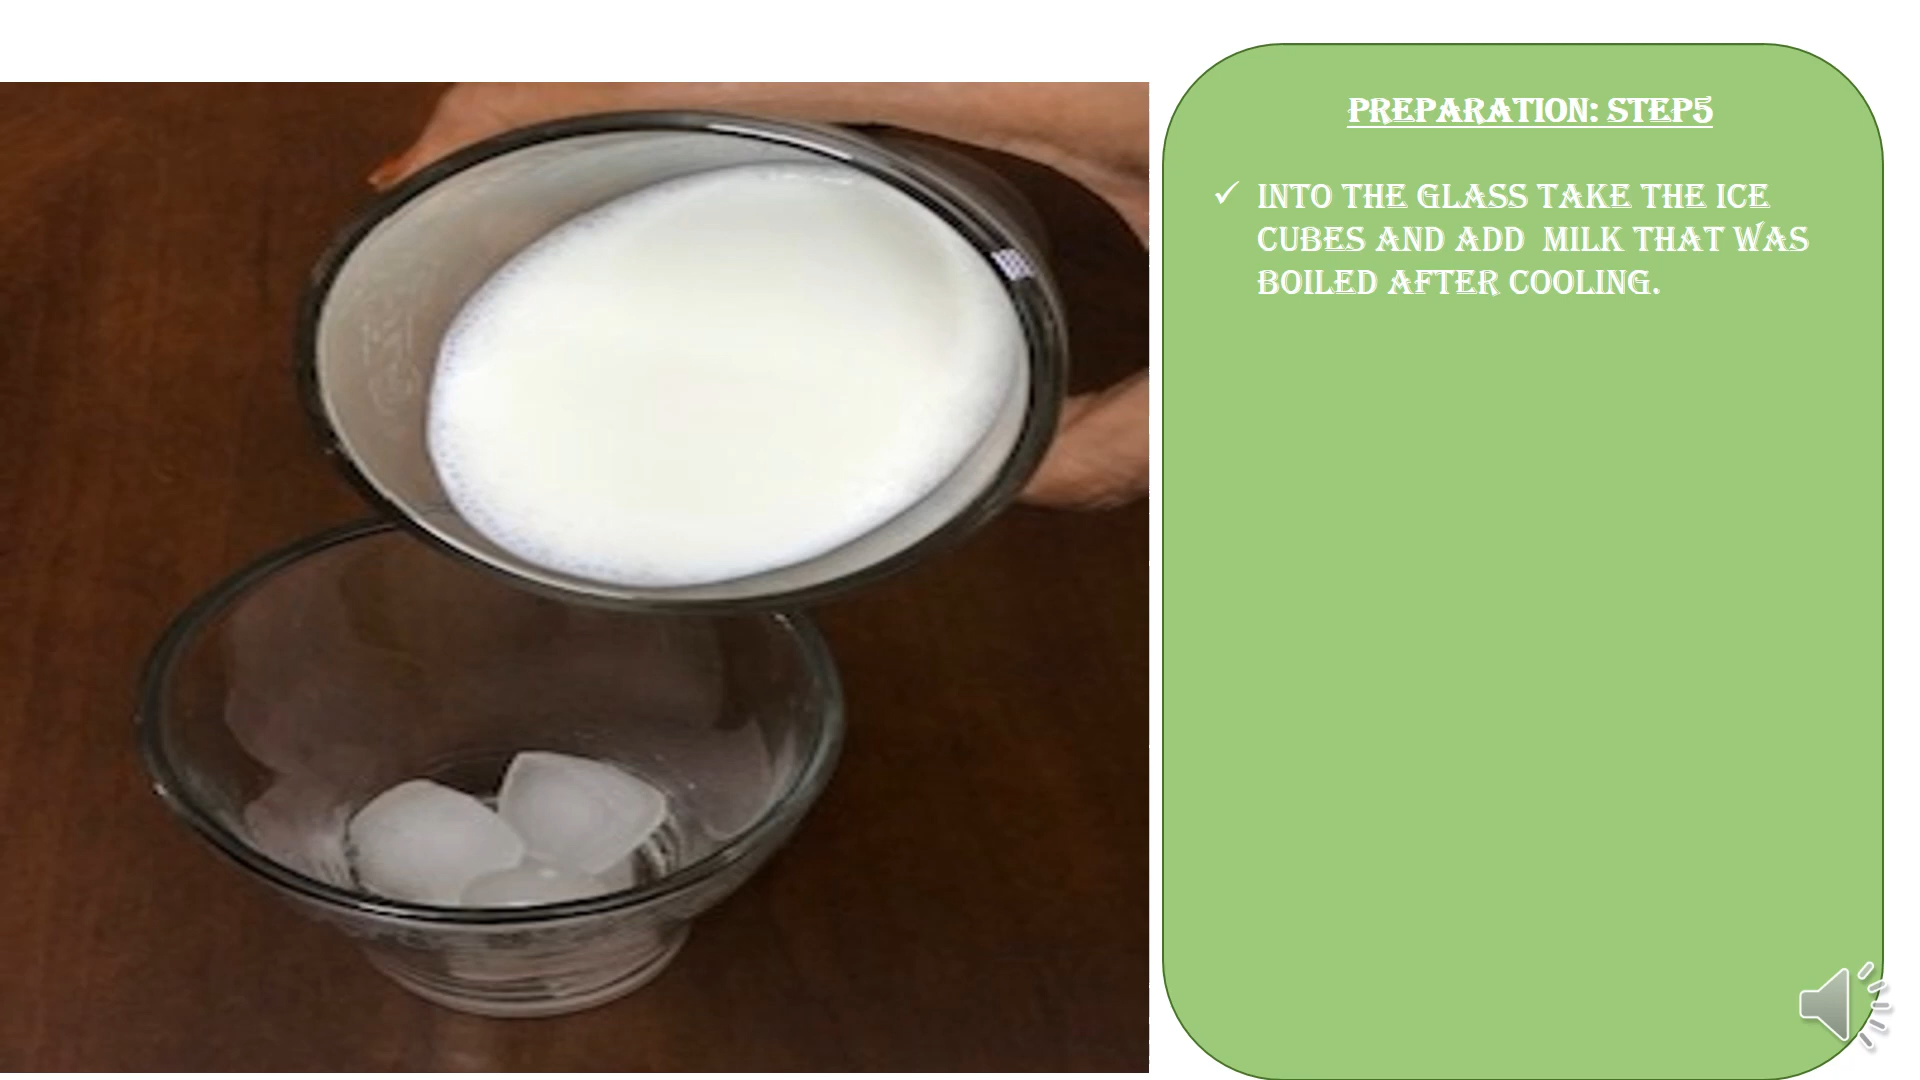 PREPARATION: STEP5
✓ INTO THE GLASS TAKE THE ICE
CUBES AND ADD  MILK THAT WAS
BOILED AFTER COOLING.